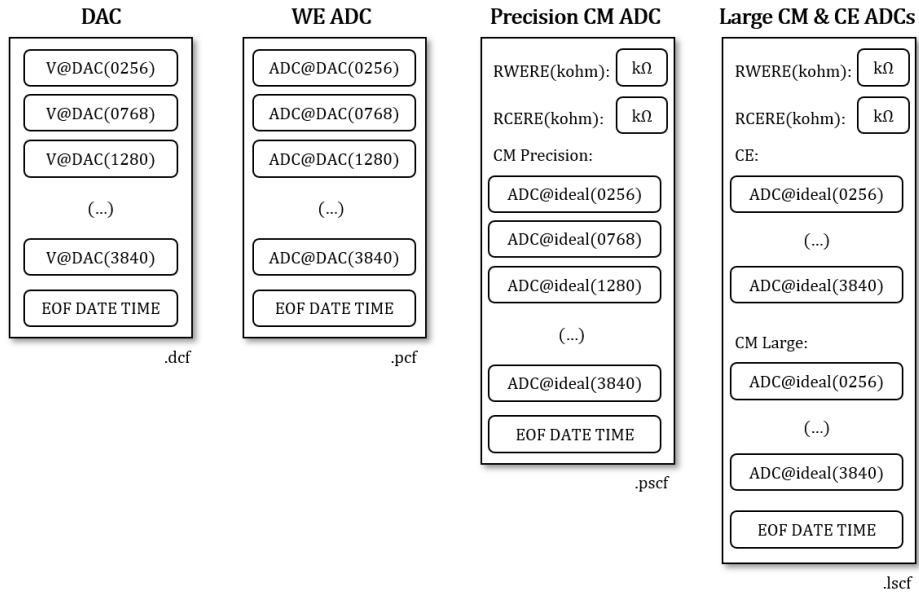 DAC
V@DAC(0256)
V@DAC(0768)
V@DAC(1280)
(...)
V@DAC(3840)
EOF DATE TIME
.dcf
WE ADC
ADC@DAC(0256)
ADC@DAC(0768)
ADC@DAC(1280)
(...)
ADC@DAC(3840)
EOF DATE TIME
.pcf
Precision CM ADC
RWERE(kohm): kΩ
RCERE(kohm): kΩ
CM Precision:
ADC@ideal(0256)
ADC@ideal(0768)
ADC@ideal(1280)
(...)
ADC@ideal(3840)
EOF DATE TIME
.pscf
Large CM & CE ADCs
RWERE(kohm): kΩ
RCERE(kohm): kΩ
CE:
ADC@ideal(0256)
(...)
ADC@ideal(3840)
CM Large:
ADC@ideal(0256)
(...)
ADC@ideal(3840)
EOF DATE TIME
.lscf